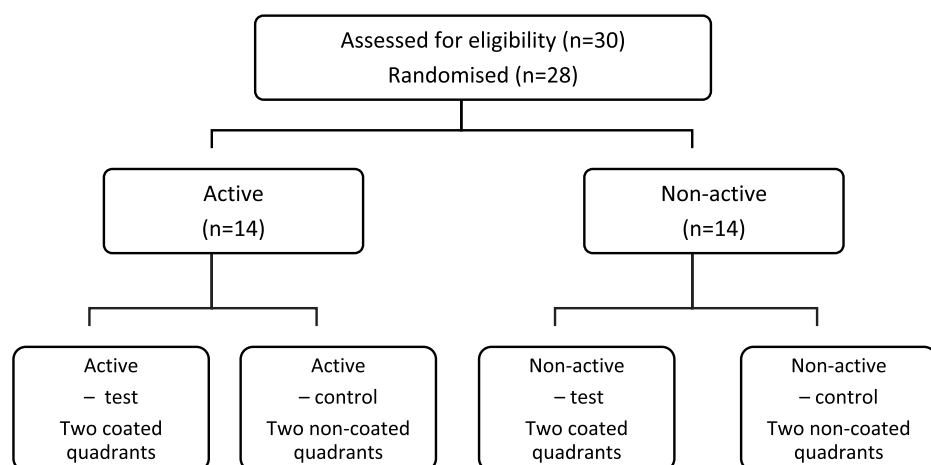 Assessed for eligibility (n=30)
Randomised (n=28)
Active
(n=14)
Non-active
(n=14)
Active
– test
Two coated
quadrants
Active
– control
Two non-coated
quadrants
Non-active
– test
Two coated
quadrants
Non-active
– control
Two non-coated
quadrants